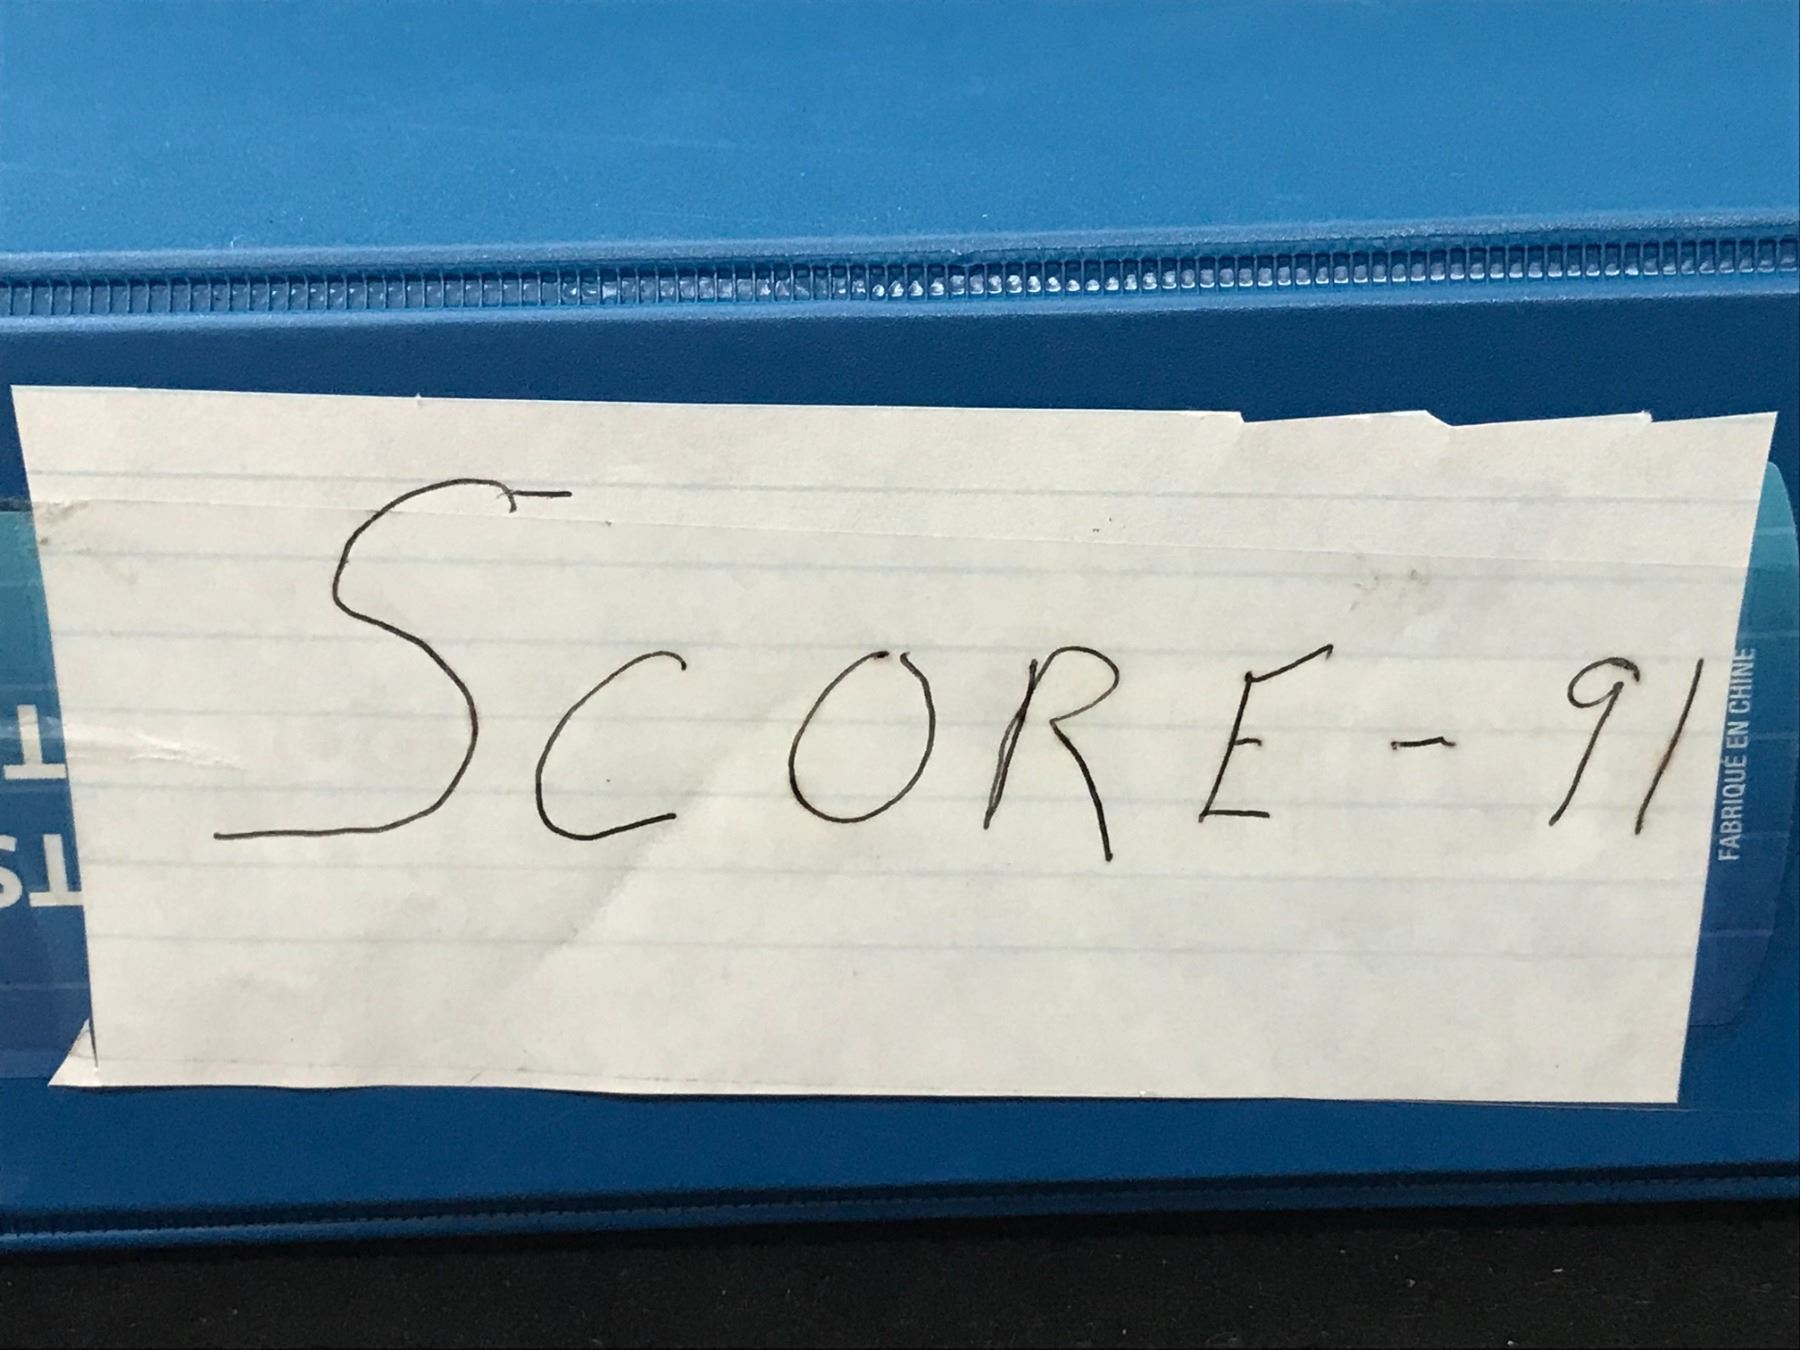 SCORE - 91
FABRIQUÉ EN CHINE